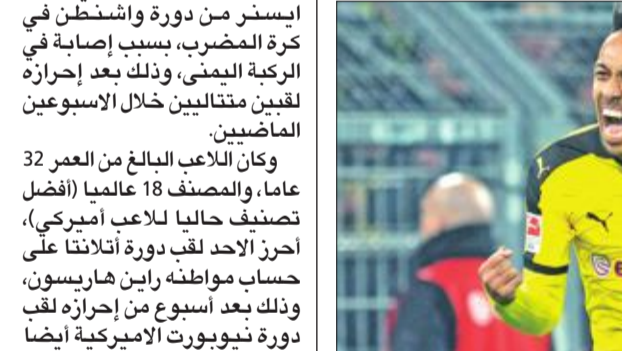 ايسنر من دورة واشنطن في
كرة المضرب، بسبب إصابة في
الركبة اليمنى، وذلك بعد إحرازه
لقبين متتاليين خلال الاسبوعين
الماضيين.
وكان اللاعب البالغ من العمر 32
عاما، والمصنف 18 عالميا (أفضل
تصنيف حاليا للاعب أميركي)،
أحرز الاحد لقب دورة أتلانتا على
حساب مواطنه راين هاريسون،
وذلك بعد أسبوع من إحرازه لقب
دورة نيوبورت الاميركية أيضا